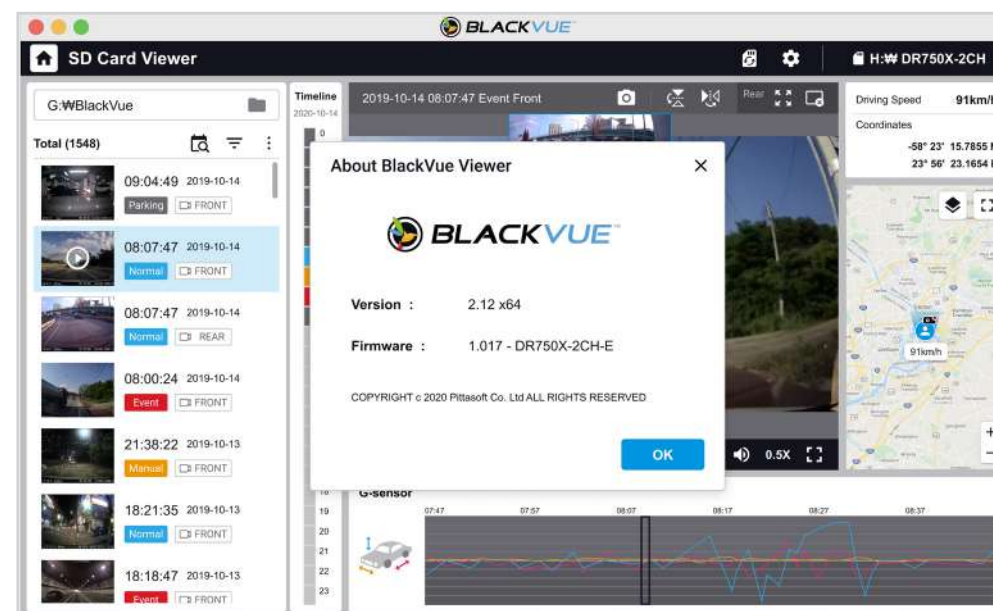 BLACKVUE
SD Card Viewer
H:₩ DR750X-2CH
G:₩BlackVue
Total (1548)
09:04:49 2019-10-14
Parking FRONT
08:07:47 2019-10-14
Normal FRONT
08:07:47 2019-10-14
Normal REAR
08:00:24 2019-10-14
Event FRONT
21:38:22 2019-10-13
Manual FRONT
18:21:35 2019-10-13
Normal FRONT
18:18:47 2019-10-13
Event FRONT
Timeline
2020-10-14
0
18
19
20
21
22
23
2019-10-14 08:07:47 Event Front
Rear
About BlackVue Viewer
BLACKVUE
Version : 2.12 x64
Firmware : 1.017 - DR750X-2CH-E
COPYRIGHT c 2020 Pittasoft Co. Ltd ALL RIGHTS RESERVED
OK
0.5X
G-sensor
07:47 07:57 08:07 08:17 08:27 08:37
Driving Speed 91km/h
Coordinates
-58° 23' 15.7855
23° 56' 23.1654
91km/h